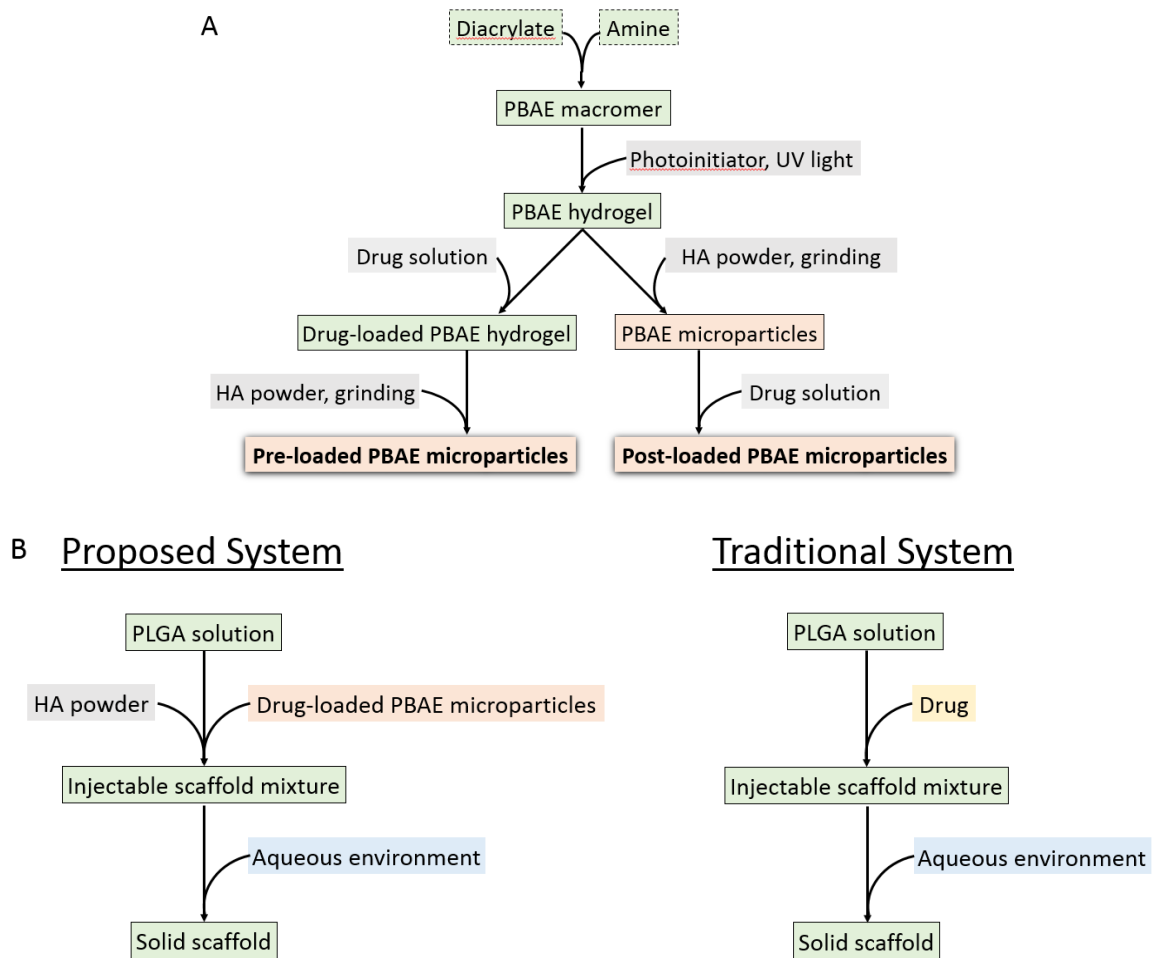 A
Diacrylate
Amine
PBAE macromer
Photoinitiator, UV light
PBAE hydrogel
Drug solution
HA powder, grinding
Drug-loaded PBAE hydrogel
PBAE microparticles
HA powder, grinding
Drug solution
Pre-loaded PBAE microparticles
Post-loaded PBAE microparticles
B
Proposed System
PLGA solution
HA powder
Drug-loaded PBAE microparticles
Injectable scaffold mixture
Aqueous environment
Solid scaffold
Traditional System
PLGA solution
Drug
Injectable scaffold mixture
Aqueous environment
Solid scaffold